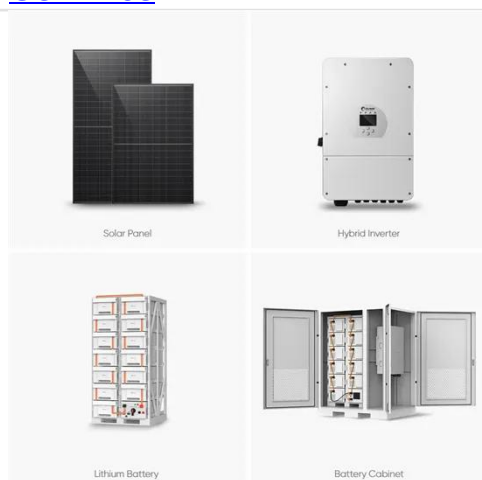 Solar Panel
Hybrid Inverter
Lithium Battery
Battery Cabinet